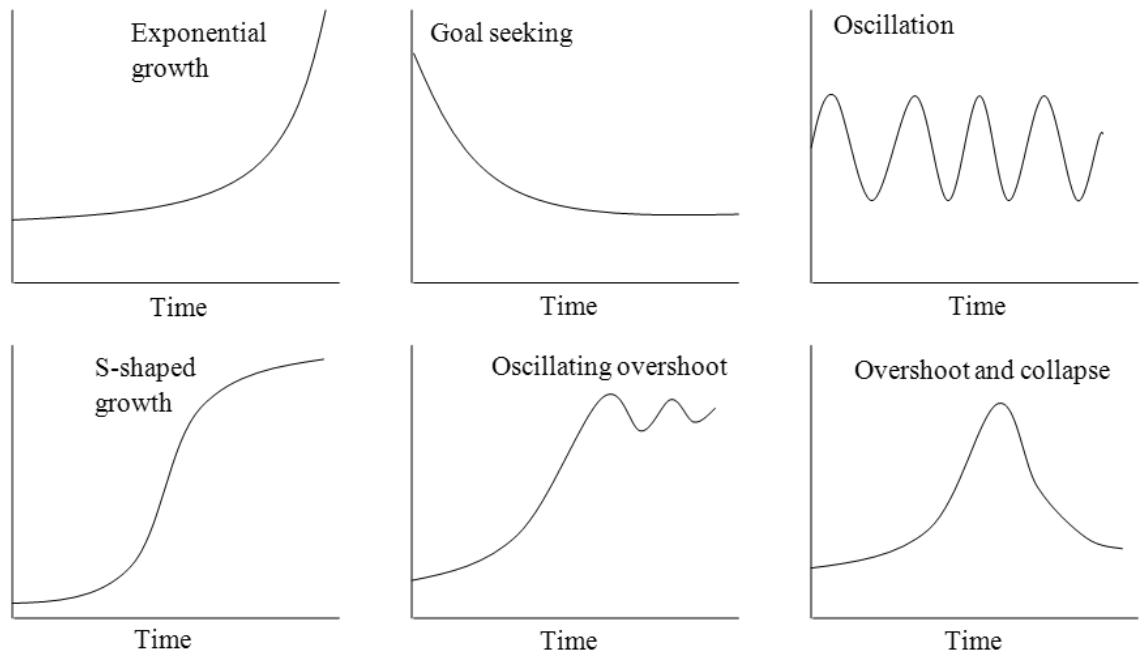 Exponential
growth
Goal seeking
Oscillation
Time
Time
Time
S-shaped
growth
Oscillating overshoot
Overshoot and collapse
Time
Time
Time